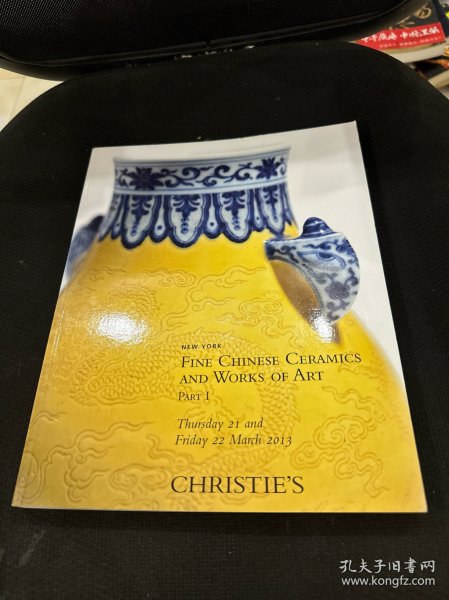 NEW YORK
FINE CHINESE CERAMICS
AND WORKS OF ART
PART I
Thursday 21 and
Friday 22 March 2013
CHRISTIE'S
孔夫子旧书网
www.kongfz.com